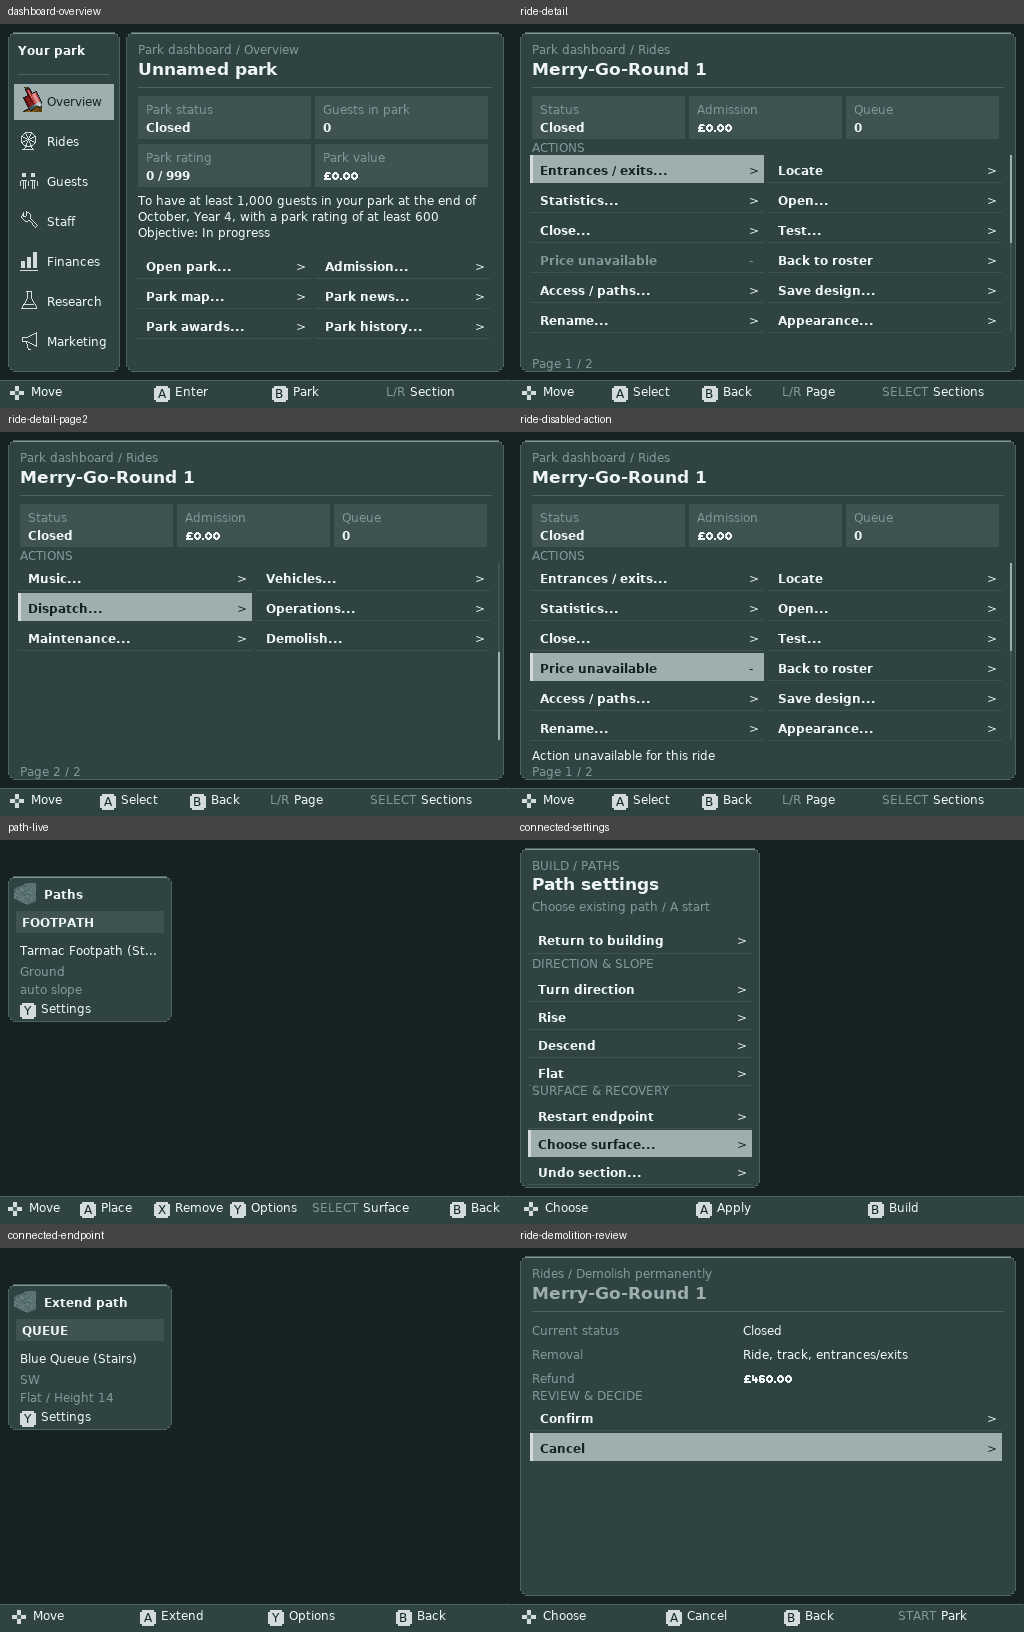 dashboard-overview
Your park
Overview
Rides
Guests
Staff
Finances
Research
Marketing
Park dashboard / Overview
Unnamed park
Park status
Closed
Guests in park
0
Park rating
0 / 999
Park value
£0.00
To have at least 1,000 guests in your park at the end of
October, Year 4, with a park rating of at least 600
Objective: In progress
Open park... >
Admission... >
Park map... >
Park news... >
Park awards... >
Park history... >
Move
A Enter
B Park
L/R Section
ride-detail
Park dashboard / Rides
Merry-Go-Round 1
Status
Closed
Admission
£0.00
Queue
0
ACTIONS
Entrances / exits... >
Locate >
Statistics... >
Open... >
Close... >
Test... >
Price unavailable -
Back to roster >
Access / paths... >
Save design... >
Rename... >
Appearance... >
Page 1 / 2
Move
A Select
B Back
L/R Page
SELECT Sections
ride-detail-page2
Park dashboard / Rides
Merry-Go-Round 1
Status
Closed
Admission
£0.00
Queue
0
ACTIONS
Music... >
Vehicles... >
Dispatch... >
Operations... >
Maintenance... >
Demolish... >
Page 2 / 2
Move
A Select
B Back
L/R Page
SELECT Sections
ride-disabled-action
Park dashboard / Rides
Merry-Go-Round 1
Status
Closed
Admission
£0.00
Queue
0
ACTIONS
Entrances / exits... >
Locate >
Statistics... >
Open... >
Close... >
Test... >
Price unavailable -
Back to roster >
Access / paths... >
Save design... >
Rename... >
Appearance... >
Action unavailable for this ride
Page 1 / 2
Move
A Select
B Back
L/R Page
SELECT Sections
path-live
Paths
FOOTPATH
Tarmac Footpath (St...
Ground
auto slope
Y Settings
Move
A Place
X Remove
Y Options
SELECT Surface
B Back
connected-settings
BUILD / PATHS
Path settings
Choose existing path / A start
Return to building >
DIRECTION & SLOPE
Turn direction >
Rise >
Descend >
Flat >
SURFACE & RECOVERY
Restart endpoint >
Choose surface... >
Undo section... >
Choose
A Apply
B Build
connected-endpoint
Extend path
QUEUE
Blue Queue (Stairs)
SW
Flat / Height 14
Y Settings
Move
A Extend
Y Options
B Back
ride-demolition-review
Rides / Demolish permanently
Merry-Go-Round 1
Current status Closed
Removal Ride, track, entrances/exits
Refund £460.00
REVIEW & DECIDE
Confirm >
Cancel >
Choose
A Cancel
B Back
START Park